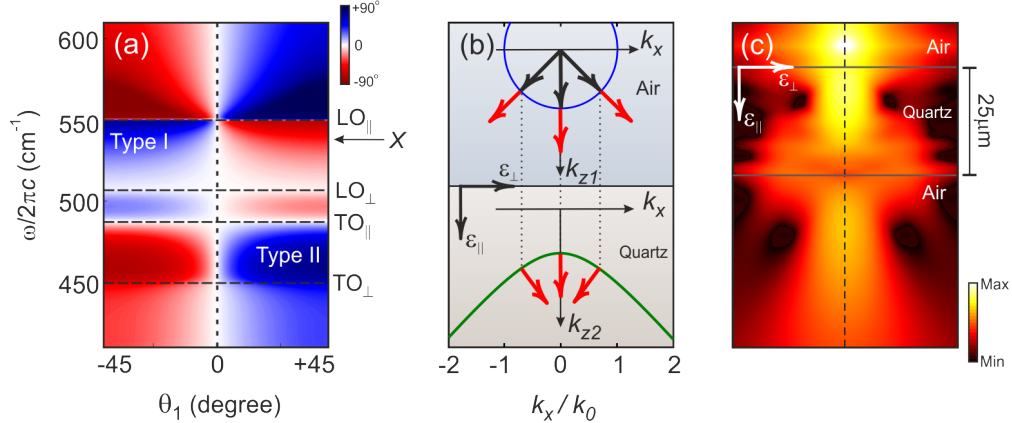 (a)
+90°
0
-90°
600
550
500
450
ω/2πc (cm⁻¹)
Type I
Type II
LO∥
X
LO⊥
TO∥
TO⊥
-45
0
+45
θ₁ (degree)
(b)
kₓ
Air
k_z1
ε⊥
ε∥
kₓ
Quartz
k_z2
-2
-1
0
1
2
kₓ/k₀
(c)
Air
ε⊥
ε∥
Quartz
25μm
Air
Max
Min